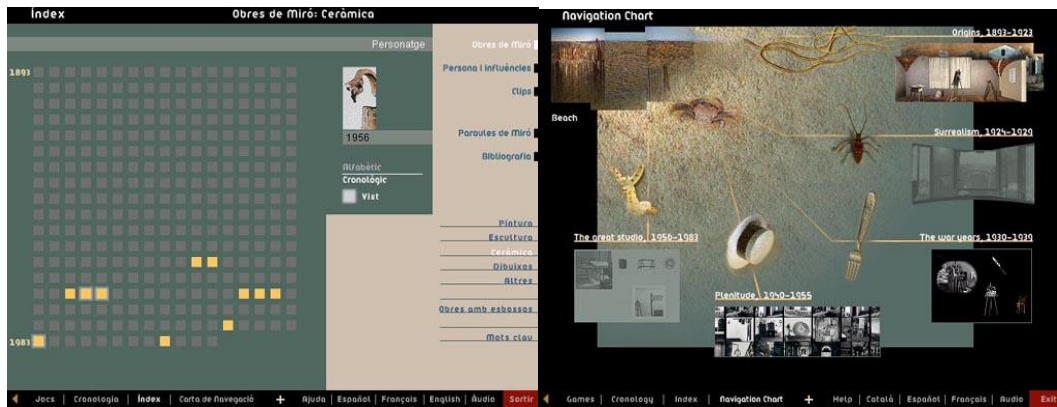 Índex
Obres de Miró: Ceràmica
Personatge
1893
1983
1956
Alfabètic
Cronològic
Vist
Obres de Miró
Persona i influències
Clips
Paraules de Miró
Bibliografia
Pintura
Escultura
Ceràmica
Dibuixos
Altres
Obres amb esbossos
Mots clau
Jocs | Cronologia | Índex | Carta de Navegació + Ajuda | Español | Français | English | Àudio Sortir
Navigation Chart
Origins, 1893-1923
Beach
Surrealism, 1924-1929
The great studio, 1956-1983
The war years, 1930-1939
Plenitude, 1940-1955
Games | Cronology | Index | Navigation Chart + Help | Català | Español | Français | Audio Exit